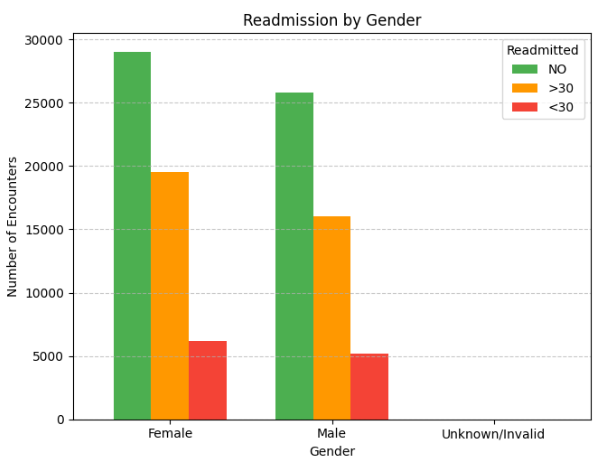 Readmission by Gender
Readmitted
NO
>30
<30
Number of Encounters
30000
25000
20000
15000
10000
5000
0
Female
Male
Unknown/Invalid
Gender